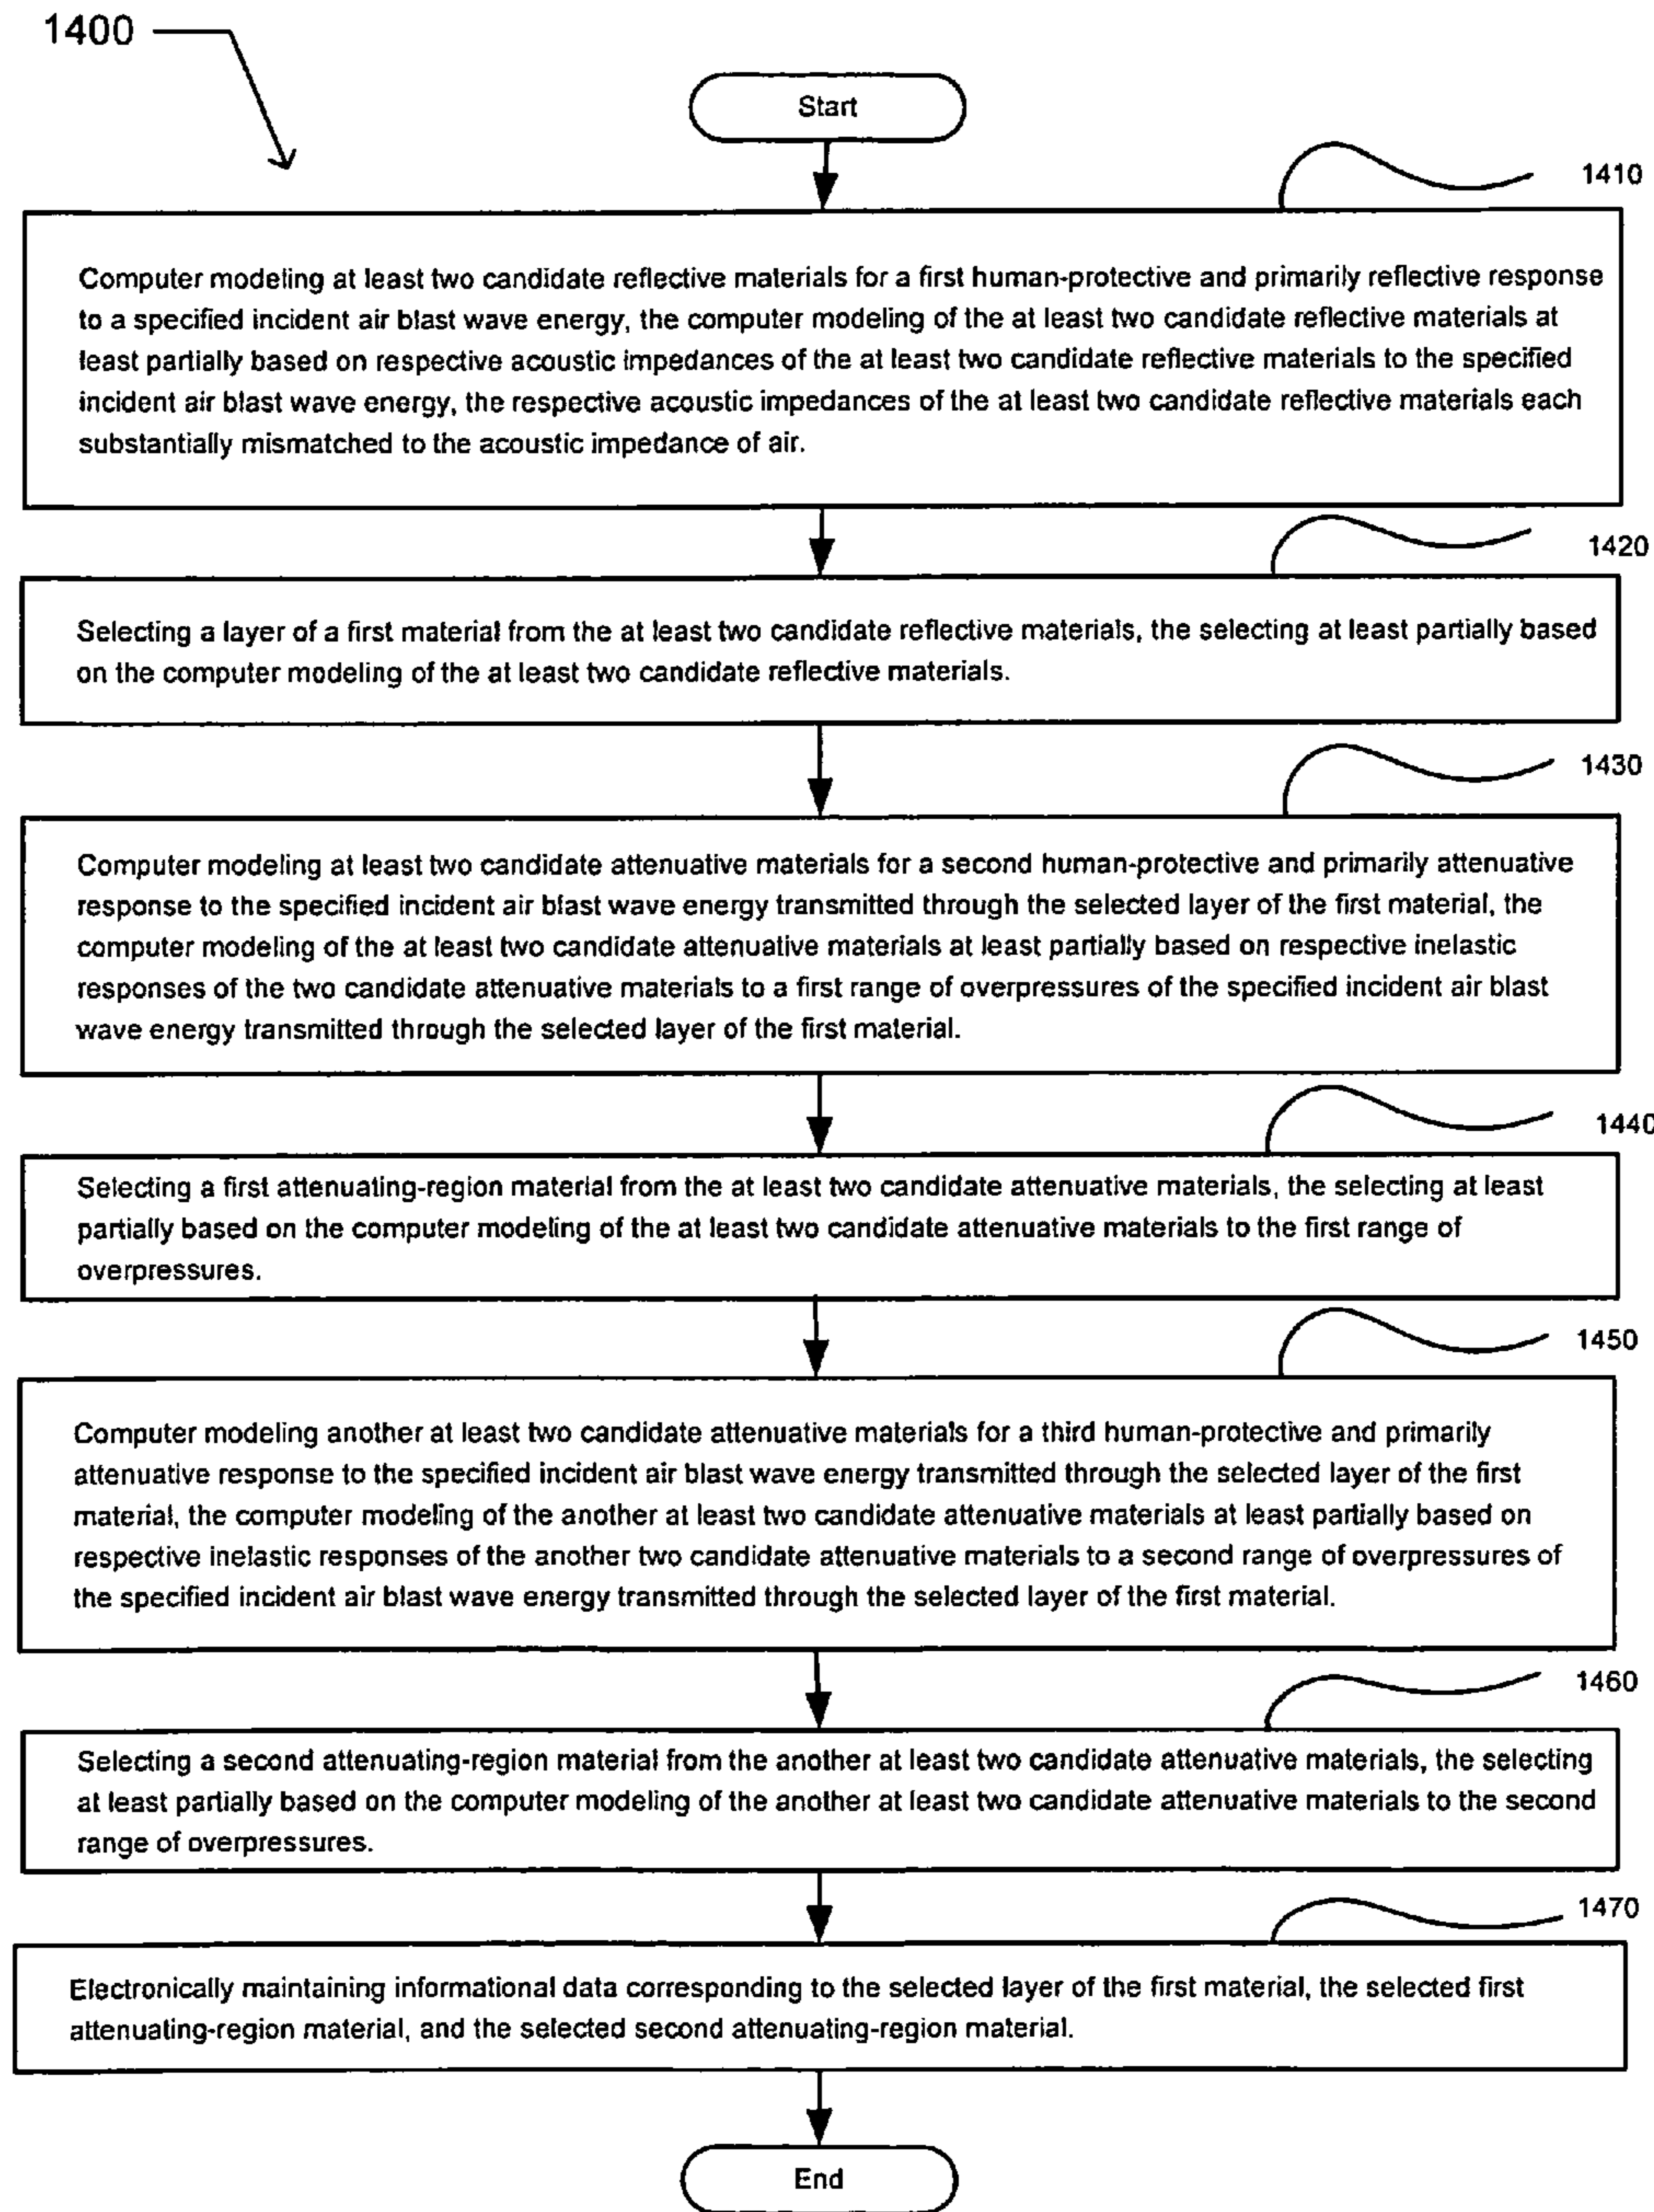 1400
Start
1410
Computer modeling at least two candidate reflective materials for a first human-protective and primarily reflective response
to a specified incident air blast wave energy, the computer modeling of the at least two candidate reflective materials at
least partially based on respective acoustic impedances of the at least two candidate reflective materials to the specified
incident air blast wave energy, the respective acoustic impedances of the at least two candidate reflective materials each
substantially mismatched to the acoustic impedance of air.
1420
Selecting a layer of a first material from the at least two candidate reflective materials, the selecting at least partially based
on the computer modeling of the at least two candidate reflective materials.
1430
Computer modeling at least two candidate attenuative materials for a second human-protective and primarily attenuative
response to the specified incident air blast wave energy transmitted through the selected layer of the first material, the
computer modeling of the at least two candidate attenuative materials at least partially based on respective inelastic
responses of the two candidate attenuative materials to a first range of overpressures of the specified incident air blast
wave energy transmitted through the selected layer of the first material.
1440
Selecting a first attenuating-region material from the at least two candidate attenuative materials, the selecting at least
partially based on the computer modeling of the at least two candidate attenuative materials to the first range of
overpressures.
1450
Computer modeling another at least two candidate attenuative materials for a third human-protective and primarily
attenuative response to the specified incident air blast wave energy transmitted through the selected layer of the first
material, the computer modeling of the another at least two candidate attenuative materials at least partially based on
respective inelastic responses of the another two candidate attenuative materials to a second range of overpressures of
the specified incident air blast wave energy transmitted through the selected layer of the first material.
1460
Selecting a second attenuating-region material from the another at least two candidate attenuative materials, the selecting
at least partially based on the computer modeling of the another at least two candidate attenuative materials to the second
range of overpressures.
1470
Electronically maintaining informational data corresponding to the selected layer of the first material, the selected first
attenuating-region material, and the selected second attenuating-region material.
End